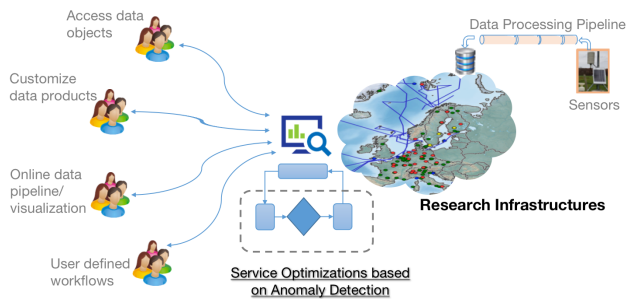 Access data
objects
Data Processing Pipeline
Customize
data products
Sensors
Online data
pipeline/
visualization
Research Infrastructures
User defined
workflows
Service Optimizations based
on Anomaly Detection